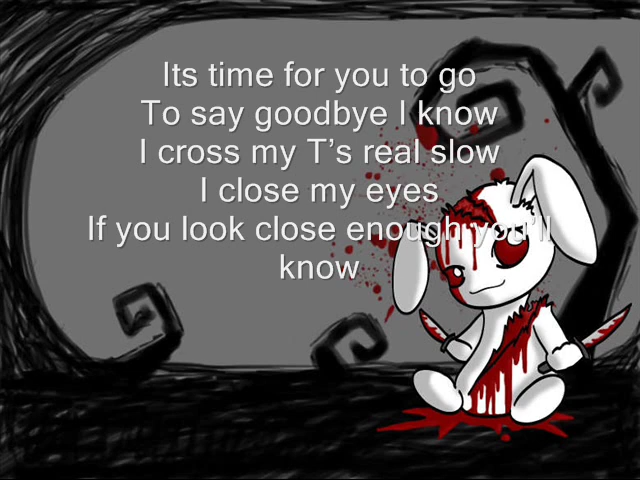 Its time for you to go
To say goodbye I know
I cross my T’s real slow
I close my eyes
If you look close enough you’ll
know